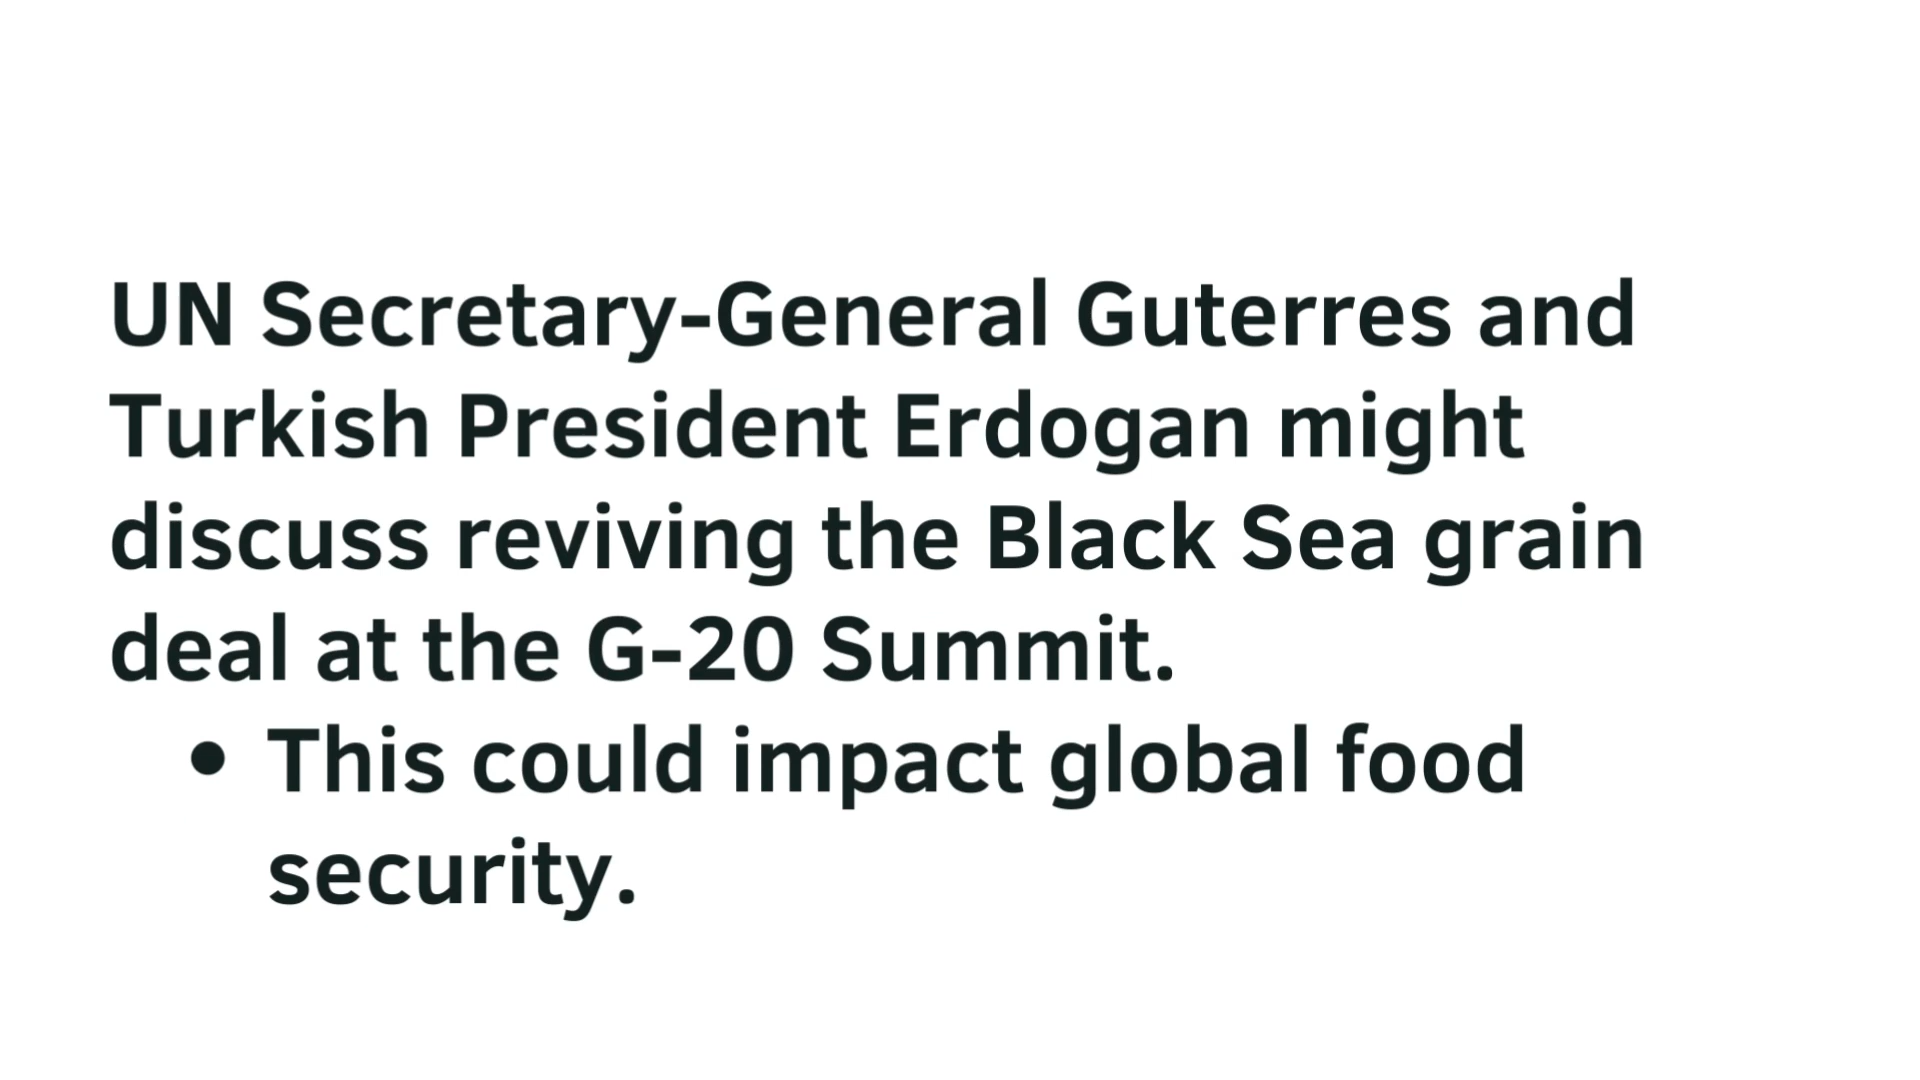 UN Secretary-General Guterres and
Turkish President Erdogan might
discuss reviving the Black Sea grain
deal at the G-20 Summit.
• This could impact global food
security.